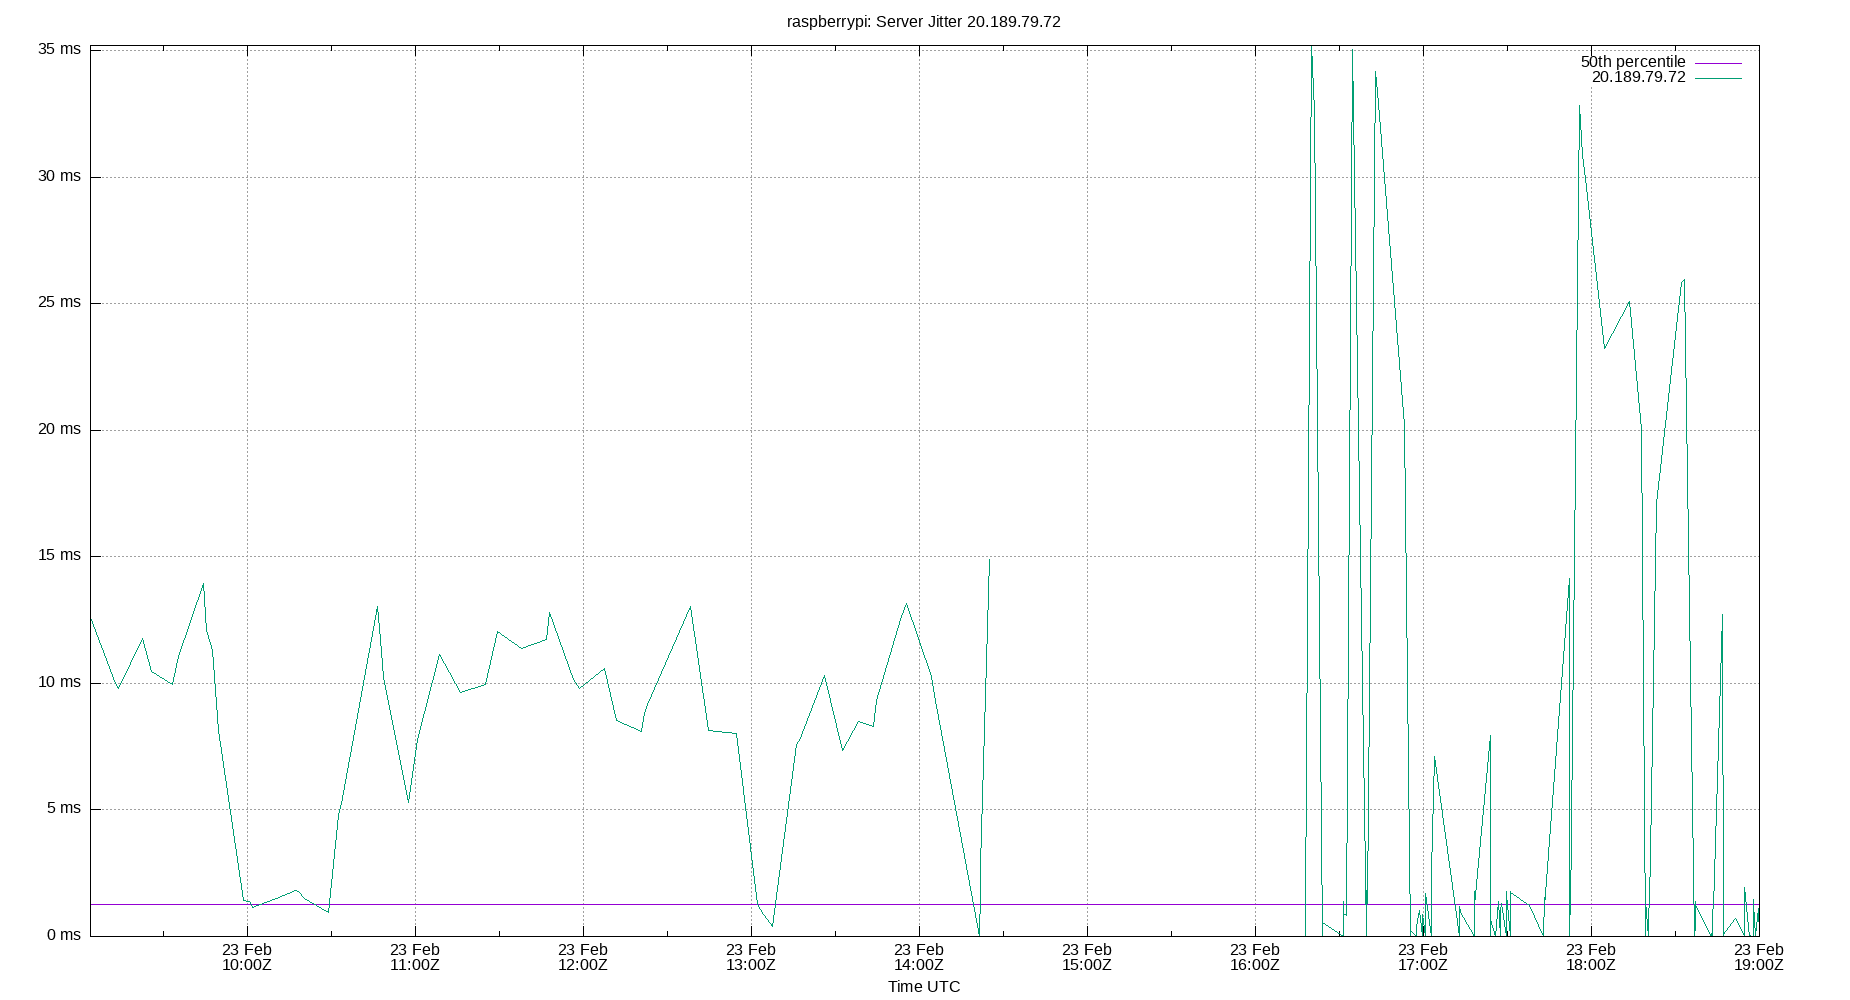 raspberrypi: Server Jitter 20.189.79.72
35 ms
30 ms
25 ms
20 ms
15 ms
10 ms
5 ms
0 ms
50th percentile
20.189.79.72
23 Feb
10:00Z
23 Feb
11:00Z
23 Feb
12:00Z
23 Feb
13:00Z
23 Feb
14:00Z
23 Feb
15:00Z
23 Feb
16:00Z
23 Feb
17:00Z
23 Feb
18:00Z
23 Feb
19:00Z
Time UTC